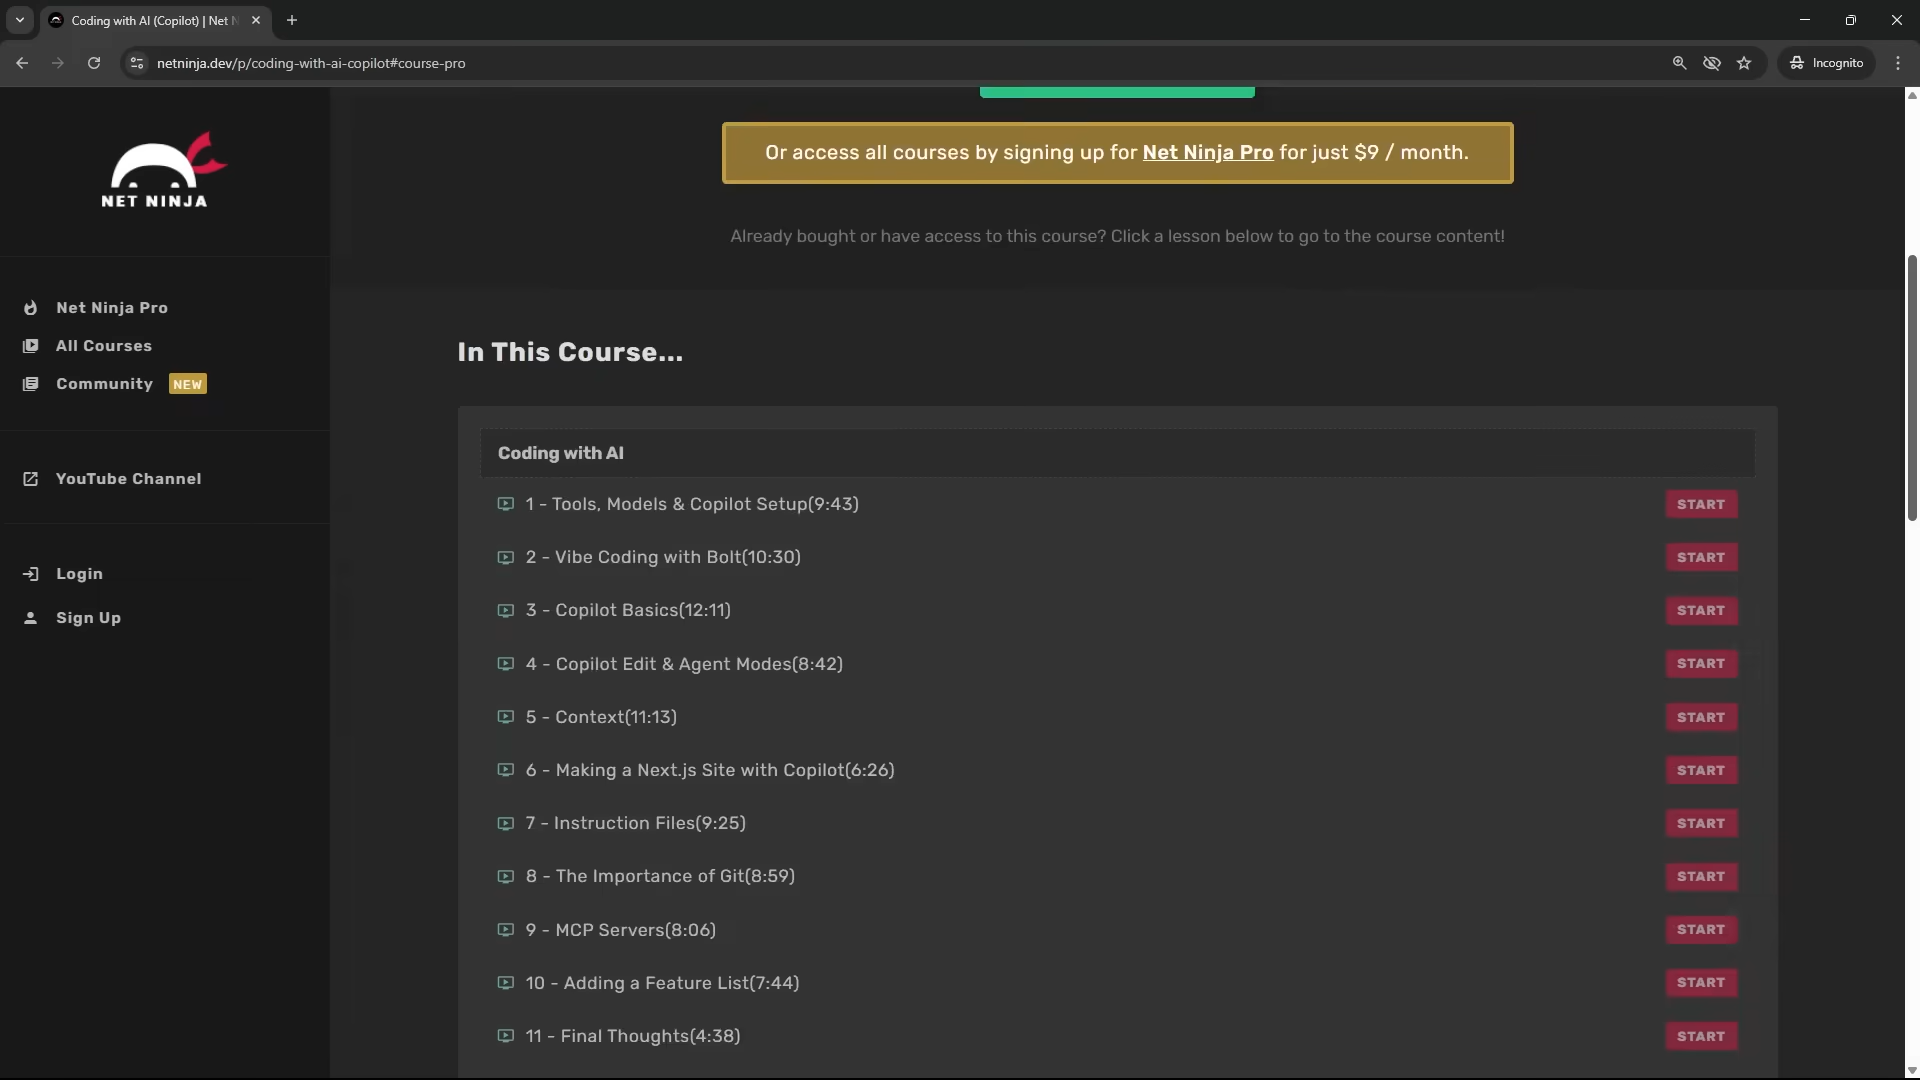 Coding with AI (Copilot) | Net N
netninja.dev/p/coding-with-ai-copilot#course-pro
Incognito
NET NINJA
Net Ninja Pro
All Courses
Community NEW
YouTube Channel
Login
Sign Up
Or access all courses by signing up for Net Ninja Pro for just $9 / month.
Already bought or have access to this course? Click a lesson below to go to the course content!
In This Course...
Coding with AI
1 - Tools, Models & Copilot Setup(9:43) START
2 - Vibe Coding with Bolt(10:30) START
3 - Copilot Basics(12:11) START
4 - Copilot Edit & Agent Modes(8:42) START
5 - Context(11:13) START
6 - Making a Next.js Site with Copilot(6:26) START
7 - Instruction Files(9:25) START
8 - The Importance of Git(8:59) START
9 - MCP Servers(8:06) START
10 - Adding a Feature List(7:44) START
11 - Final Thoughts(4:38) START